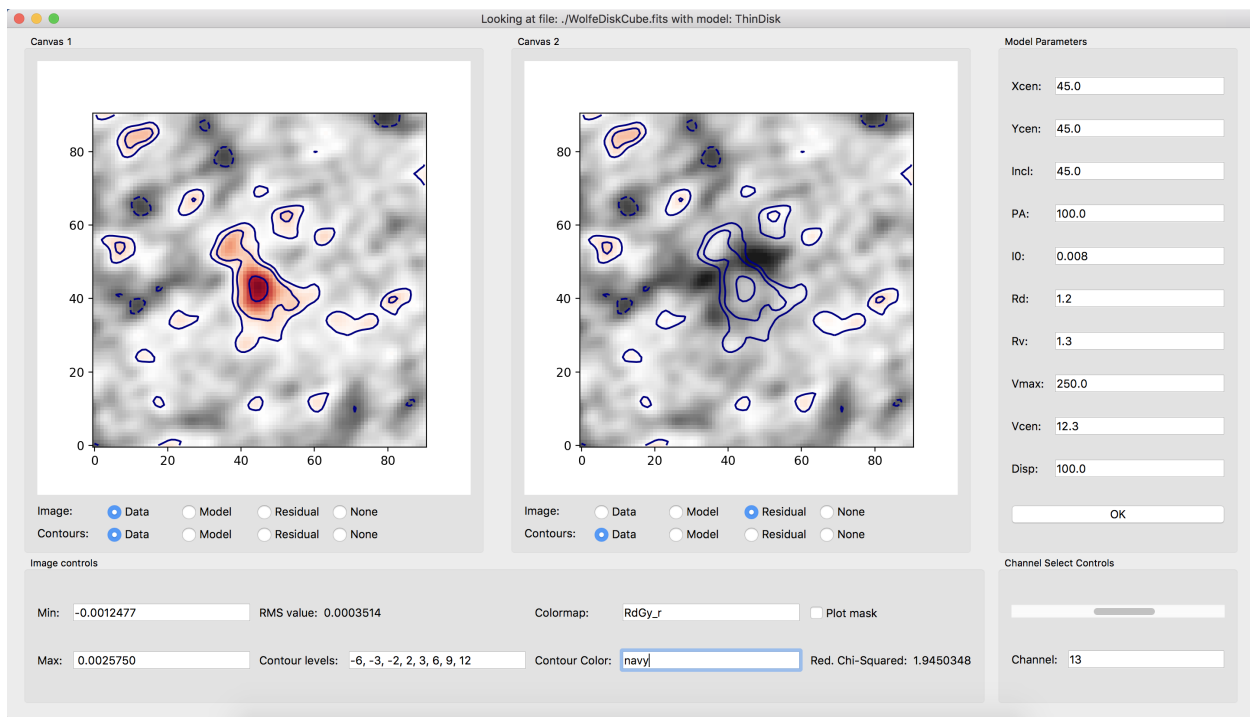 Looking at file: ./WolfeDiskCube.fits with model: ThinDisk
Canvas 1
80
60
40
20
0
0 20 40 60 80
Image: Data Model Residual None
Contours: Data Model Residual None
Canvas 2
80
60
40
20
0
0 20 40 60 80
Image: Data Model Residual None
Contours: Data Model Residual None
Model Parameters
Xcen: 45.0
Ycen: 45.0
Incl: 45.0
PA: 100.0
I0: 0.008
Rd: 1.2
Rv: 1.3
Vmax: 250.0
Vcen: 12.3
Disp: 100.0
OK
Image controls
Min: -0.0012477 RMS value: 0.0003514 Colormap: RdGy_r Plot mask
Max: 0.0025750 Contour levels: -6, -3, -2, 2, 3, 6, 9, 12 Contour Color: navy Red. Chi-Squared: 1.9450348
Channel Select Controls
Channel: 13